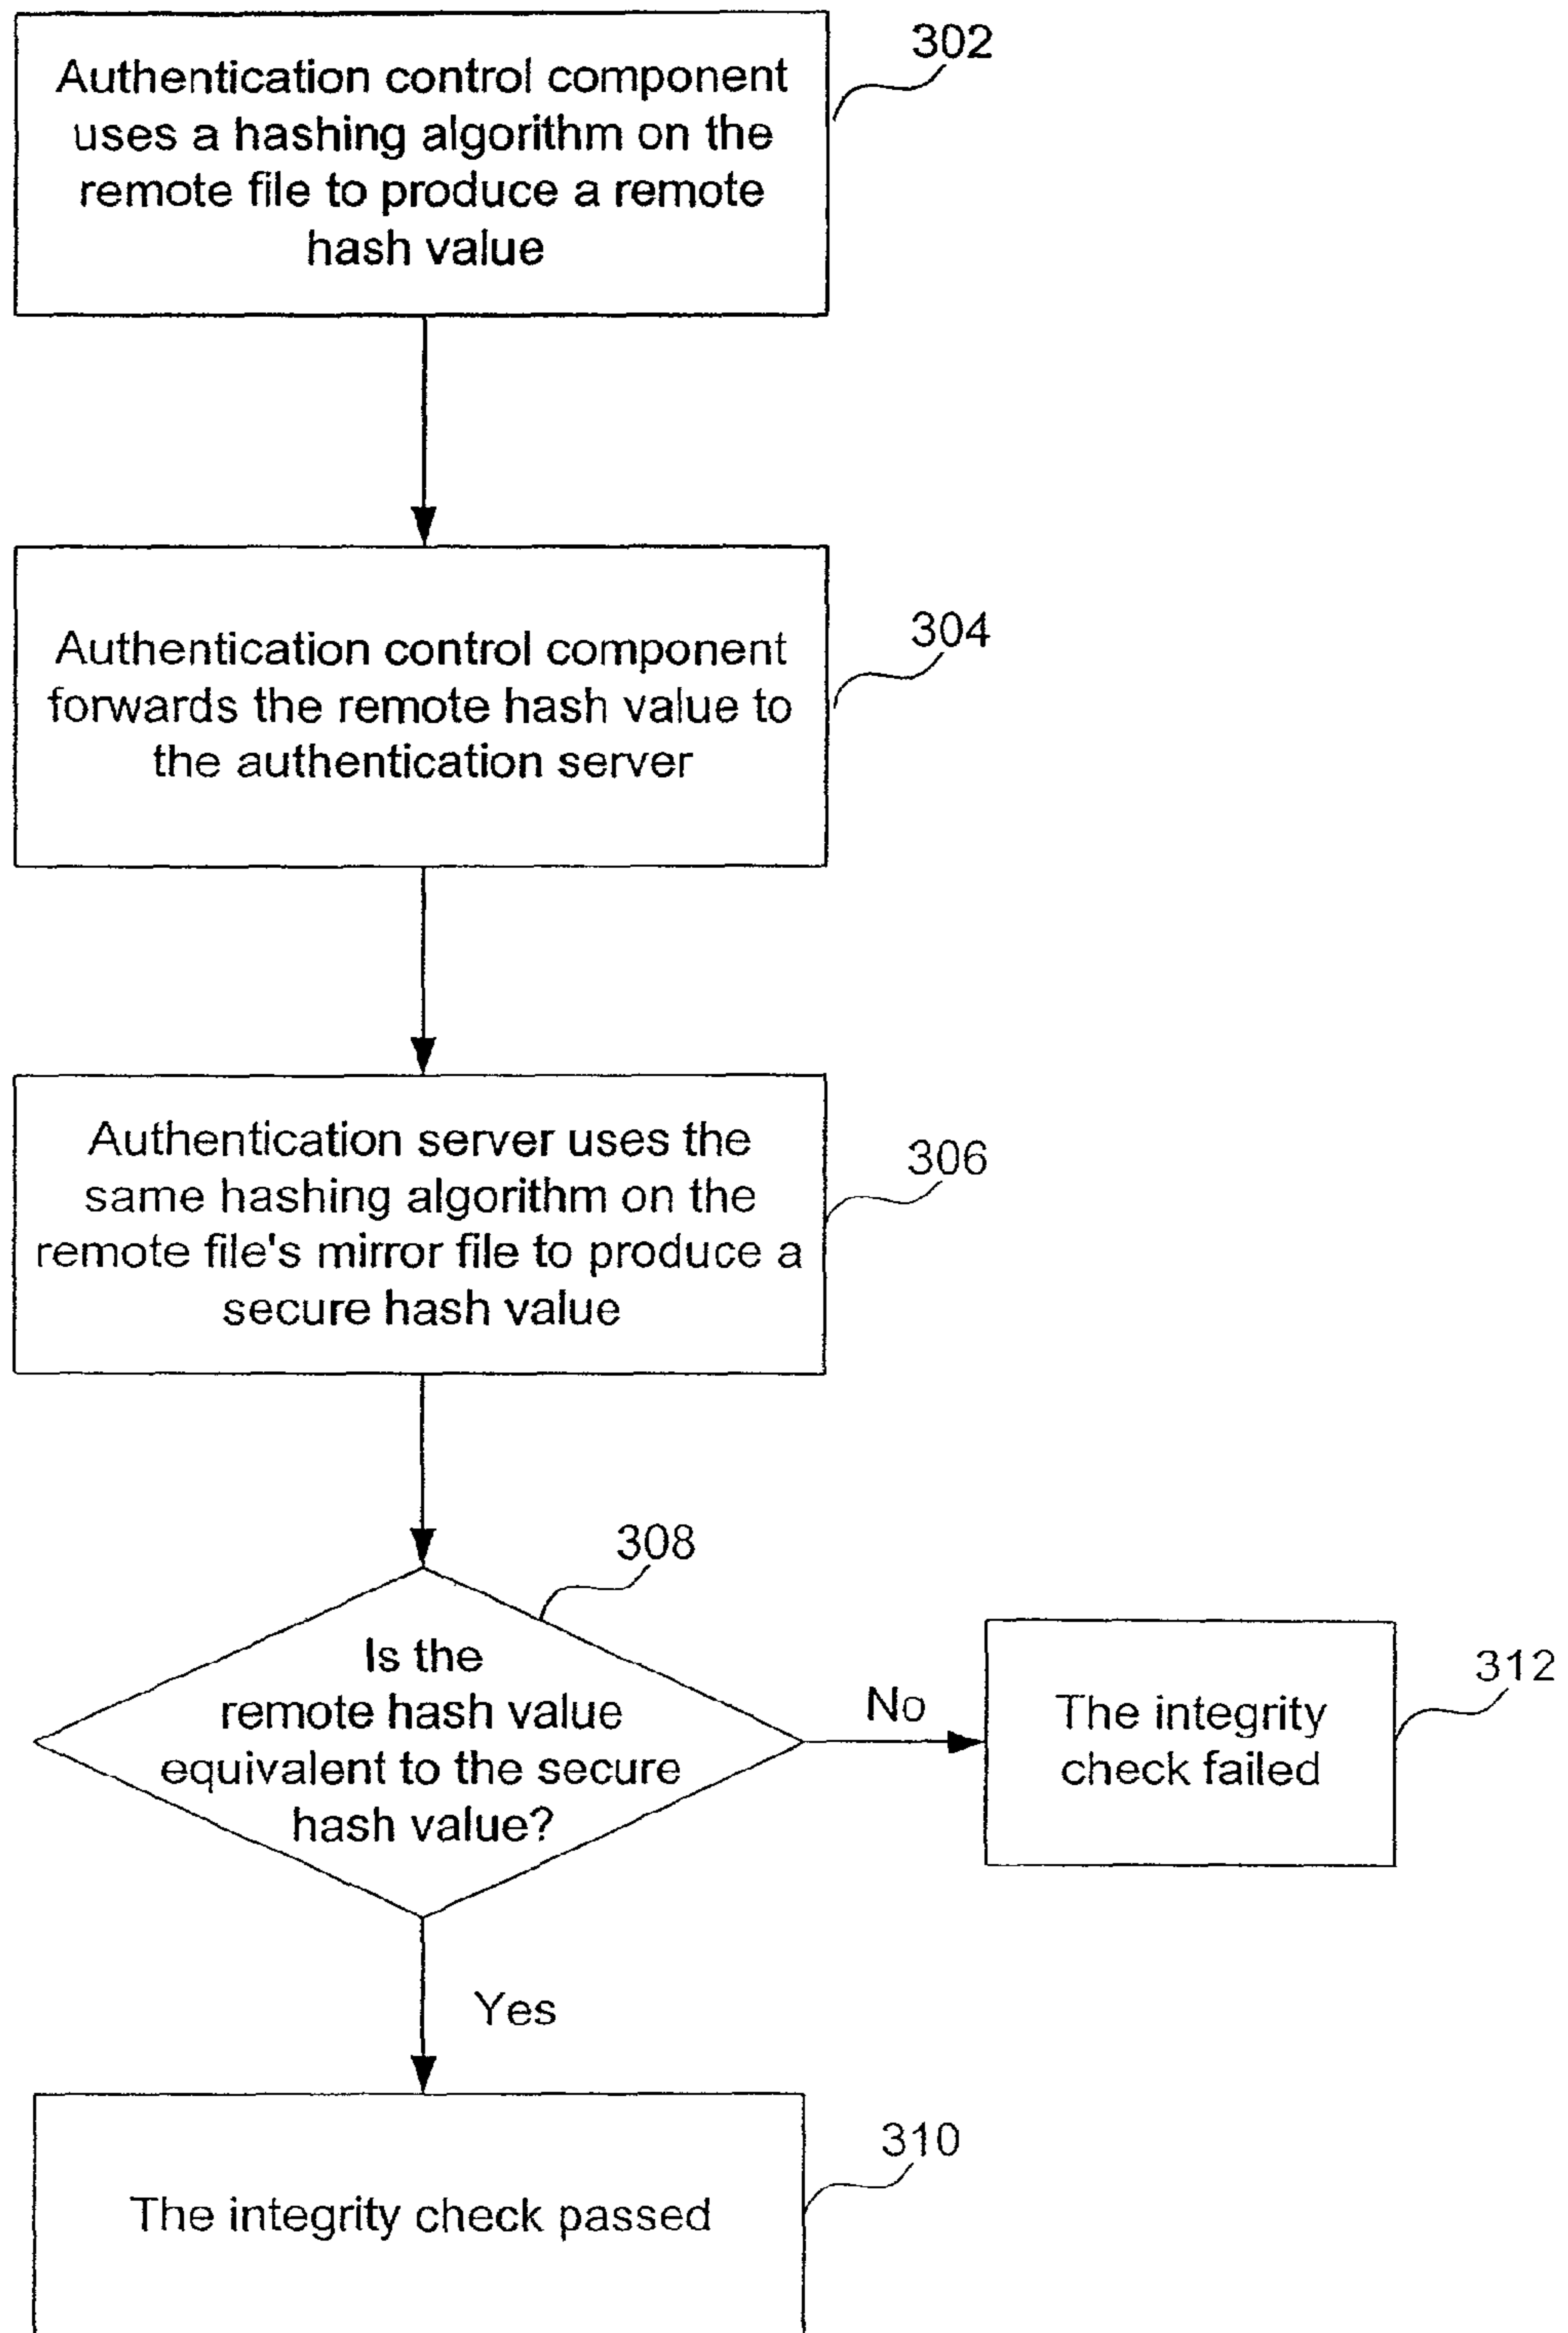 302
Authentication control component
uses a hashing algorithm on the
remote file to produce a remote
hash value
304
Authentication control component
forwards the remote hash value to
the authentication server
306
Authentication server uses the
same hashing algorithm on the
remote file's mirror file to produce a
secure hash value
308
Is the
remote hash value
equivalent to the secure
hash value?
No
312
The integrity
check failed
Yes
310
The integrity check passed